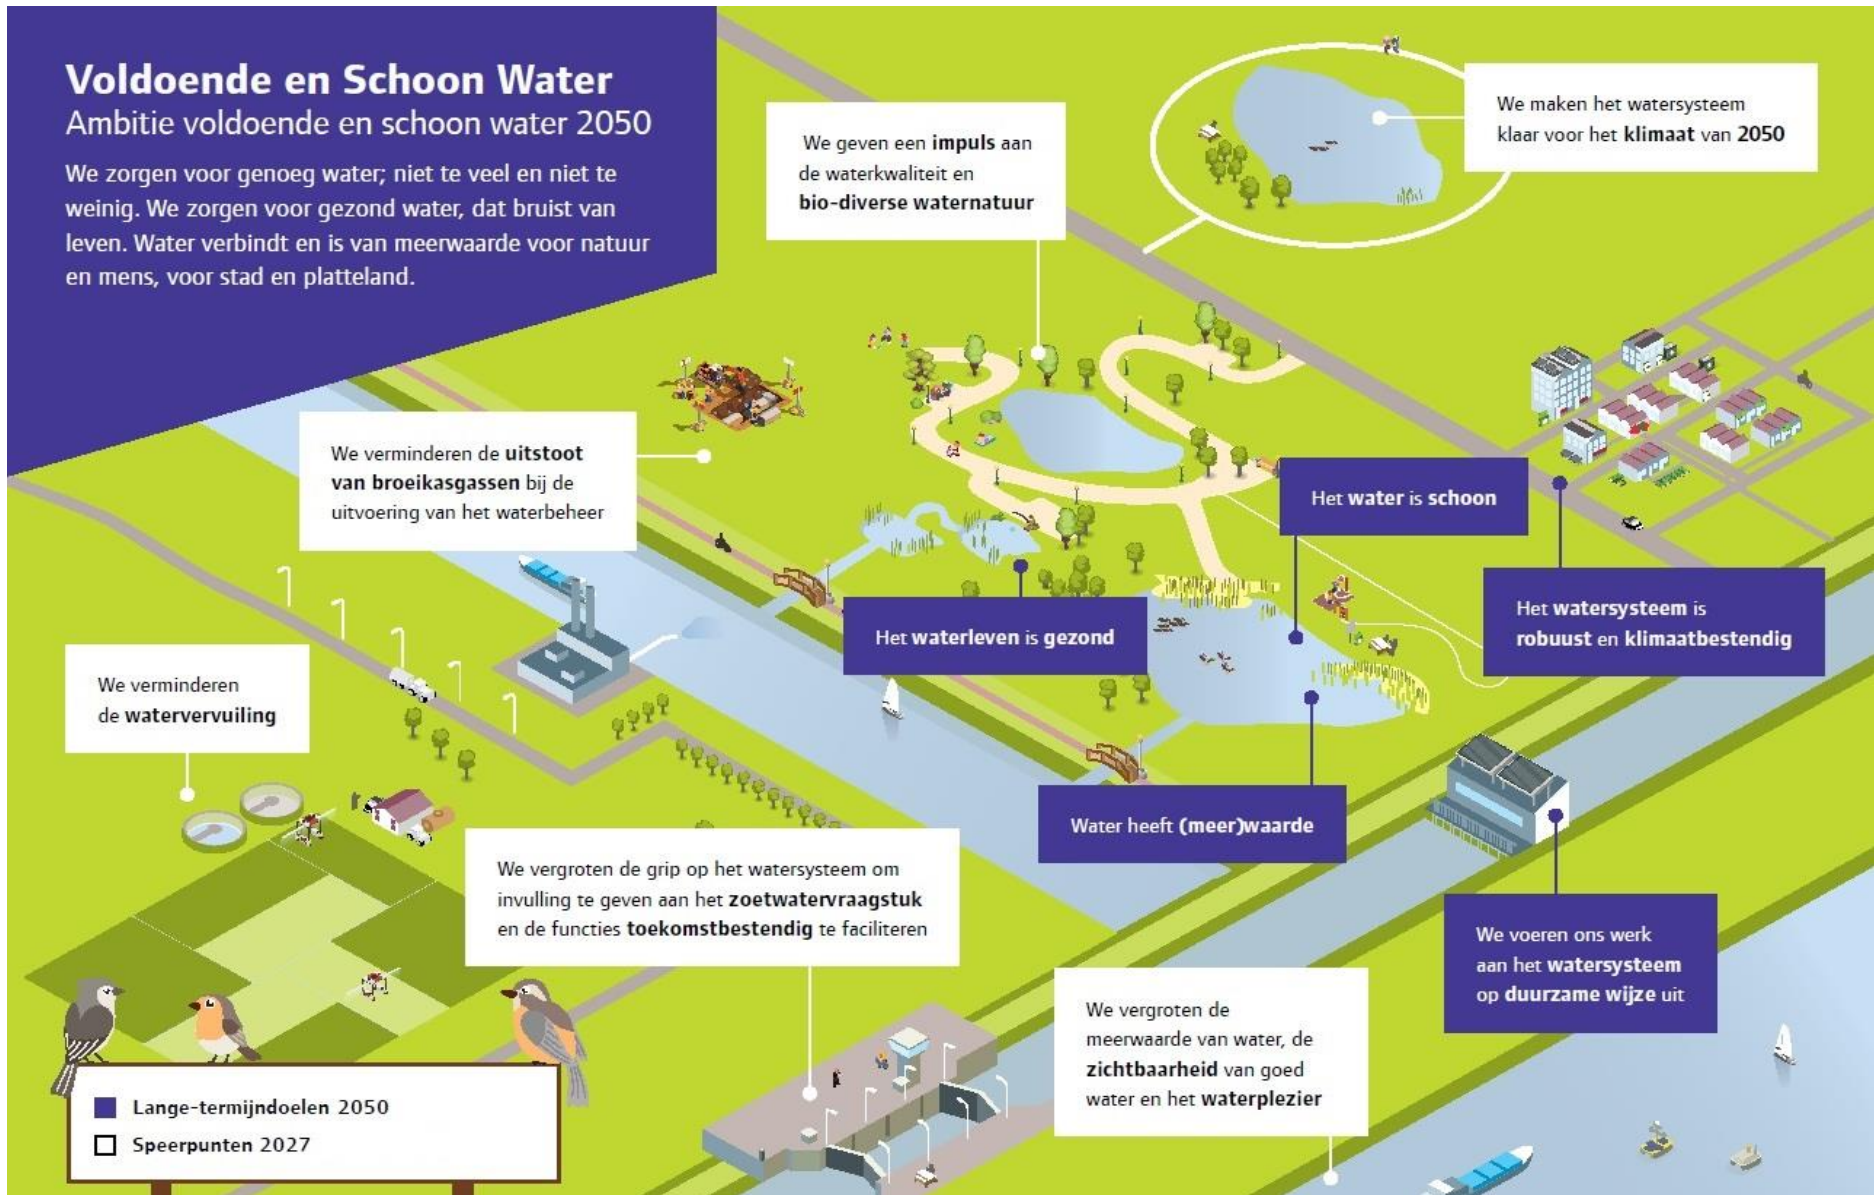 Voldoende en Schoon Water
Ambitie voldoende en schoon water 2050
We zorgen voor genoeg water; niet te veel en niet te
weinig. We zorgen voor gezond water, dat bruist van
leven. Water verbindt en is van meerwaarde voor natuur
en mens, voor stad en platteland.
We geven een impuls aan
de waterkwaliteit en
bio-diverse waternatuur
We maken het watersysteem
klaar voor het klimaat van 2050
We verminderen de uitstoot
van broeikasgassen bij de
uitvoering van het waterbeheer
Het water is schoon
Het watersysteem is
robuust en klimaatbestendig
Het waterleven is gezond
We verminderen
de watervervuiling
Water heeft (meer)waarde
We vergroten de grip op het watersysteem om
invulling te geven aan het zoetwatervraagstuk
en de functies toekomstbestendig te faciliteren
We voeren ons werk
aan het watersysteem
op duurzame wijze uit
We vergroten de
meerwaarde van water, de
zichtbaarheid van goed
water en het waterplezier
Lange-termijndoelen 2050
Speerpunten 2027